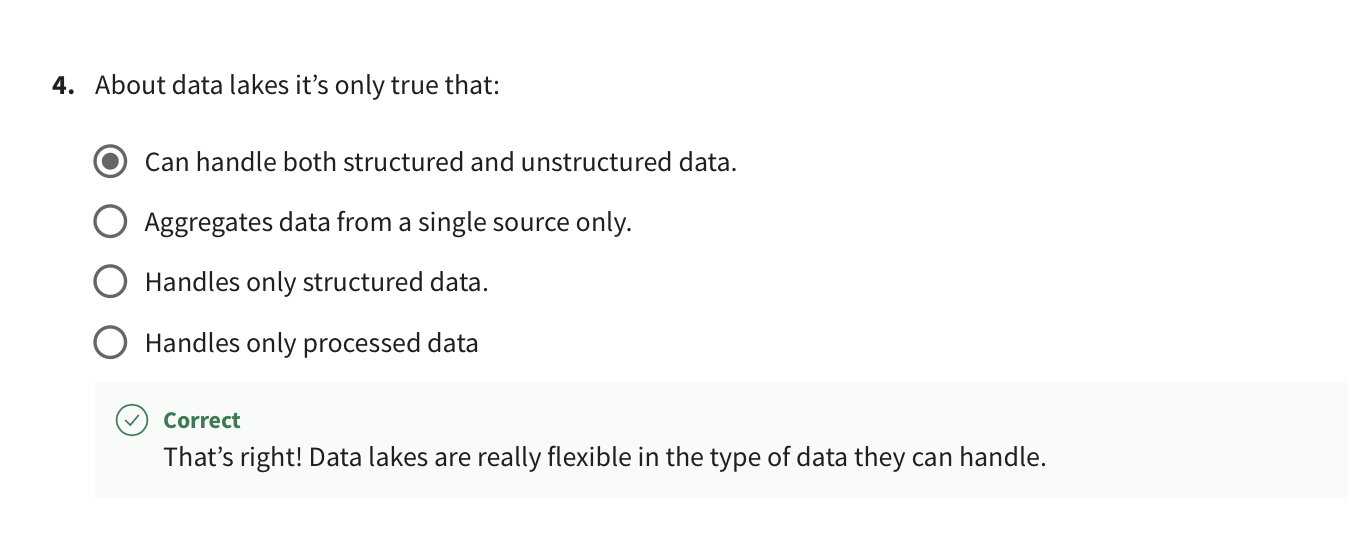 4. About data lakes it’s only true that:
Can handle both structured and unstructured data.
Aggregates data from a single source only.
Handles only structured data.
Handles only processed data
Correct
That’s right! Data lakes are really flexible in the type of data they can handle.